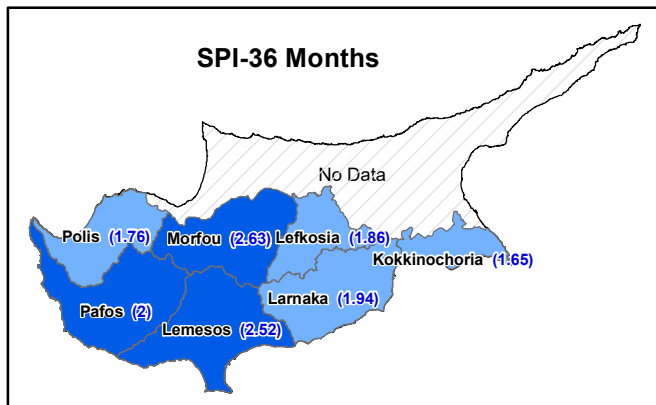 SPI-36 Months
No Data
Polis (1.76)
Morfou (2.63)
Lefkosia (1.86)
Kokkinochoria (1.65)
Pafos (2)
Lemesos (2.52)
Larnaka (1.94)